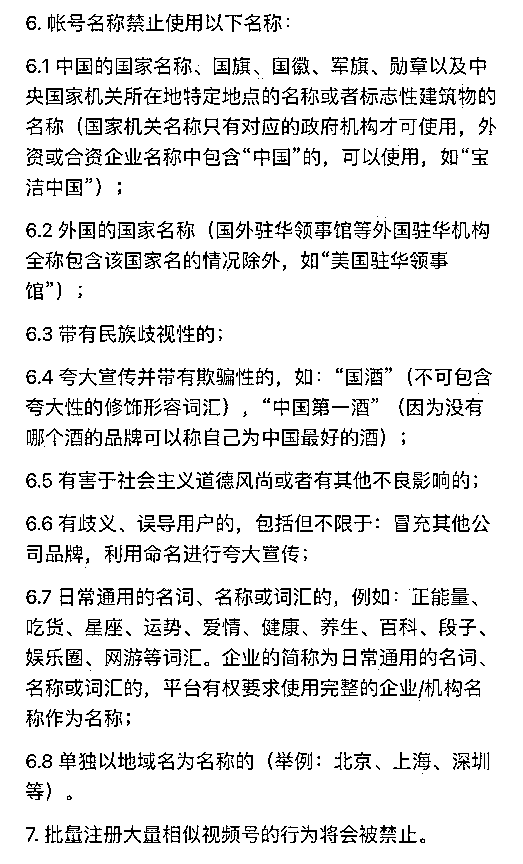 6. 帐号名称禁止使用以下名称：
6.1 中国的国家名称、国旗、国徽、军旗、勋章以及中
央国家机关所在地特定地点的名称或者标志性建筑物的
名称（国家机关名称只有对应的政府机构才可使用，外
资或合资企业名称中包含“中国”的，可以使用，如“宝
洁中国”）；
6.2 外国的国家名称（国外驻华领事馆等外国驻华机构
全称包含该国家名的情况除外，如“美国驻华领事
馆”）；
6.3 带有民族歧视性的；
6.4 夸大宣传并带有欺骗性的，如：“国酒”（不可包含
夸大性的修饰形容词汇），“中国第一酒”（因为没有
哪个酒的品牌可以称自己为中国最好的酒）；
6.5 有害于社会主义道德风尚或者有其他不良影响的；
6.6 有歧义、误导用户的，包括但不限于：冒充其他公
司品牌，利用命名进行夸大宣传；
6.7 日常通用的名词、名称或词汇的，例如：正能量、
吃货、星座、运势、爱情、健康、养生、百科、段子、
娱乐圈、网游等词汇。企业的简称为日常通用的名词、
名称或词汇的，平台有权要求使用完整的企业/机构名
称作为名称；
6.8 单独以地域名为名称的（举例：北京、上海、深圳
等）。
7. 批量注册大量相似视频号的行为将会被禁止。